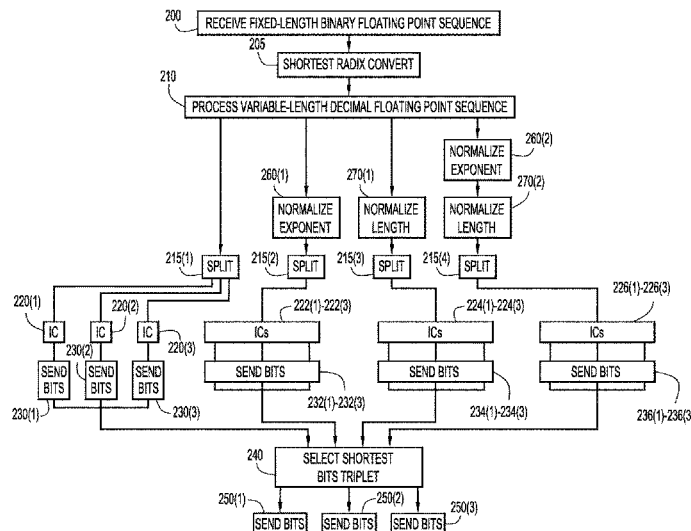 200
RECEIVE FIXED-LENGTH BINARY FLOATING POINT SEQUENCE
205
SHORTEST RADIX CONVERT
210
PROCESS VARIABLE-LENGTH DECIMAL FLOATING POINT SEQUENCE
260(2)
NORMALIZE
EXPONENT
260(1)
270(1)
270(2)
NORMALIZE
EXPONENT
NORMALIZE
LENGTH
NORMALIZE
LENGTH
215(1)
SPLIT
215(2)
SPLIT
215(3)
SPLIT
215(4)
SPLIT
220(1)
220(2)
220(3)
IC
IC
IC
222(1)-222(3)
224(1)-224(3)
226(1)-226(3)
ICs
ICs
ICs
230(2)
SEND
BITS
SEND
BITS
SEND
BITS
SEND BITS
SEND BITS
SEND BITS
230(1)
230(3)
232(1)-232(3)
234(1)-234(3)
236(1)-236(3)
240
SELECT SHORTEST
BITS TRIPLET
250(1)
250(2)
250(3)
SEND BITS
SEND BITS
SEND BITS